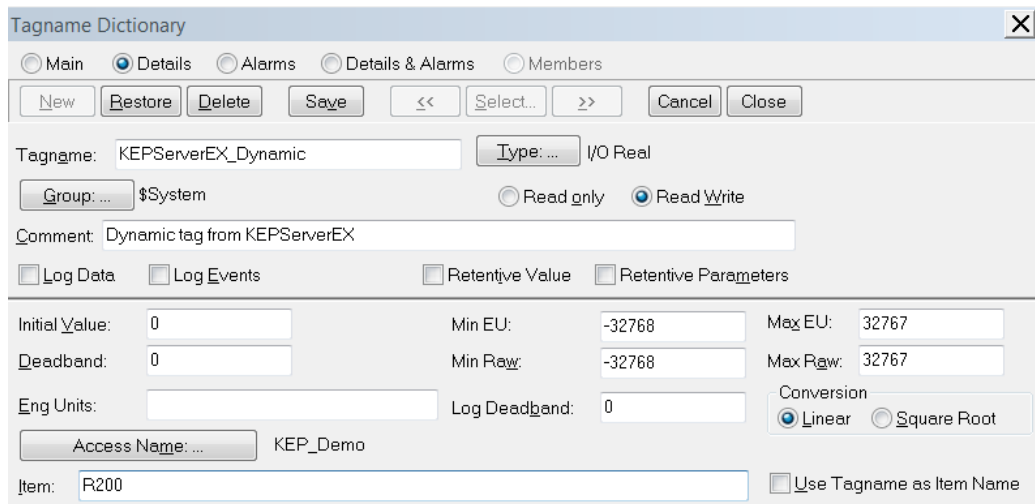 Tagname Dictionary
Main Details Alarms Details & Alarms Members
New Restore Delete Save << Select... >> Cancel Close
Tagname: KEPServerEX_Dynamic Type: ... I/O Real
Group: ... $System Read only Read Write
Comment: Dynamic tag from KEPServerEX
Log Data Log Events Retentive Value Retentive Parameters
Initial Value: 0 Min EU: -32768 Max EU: 32767
Deadband: 0 Min Raw: -32768 Max Raw: 32767
Eng Units: Log Deadband: 0 Conversion
Linear Square Root
Access Name: ... KEP_Demo
Item: R200 Use Tagname as Item Name